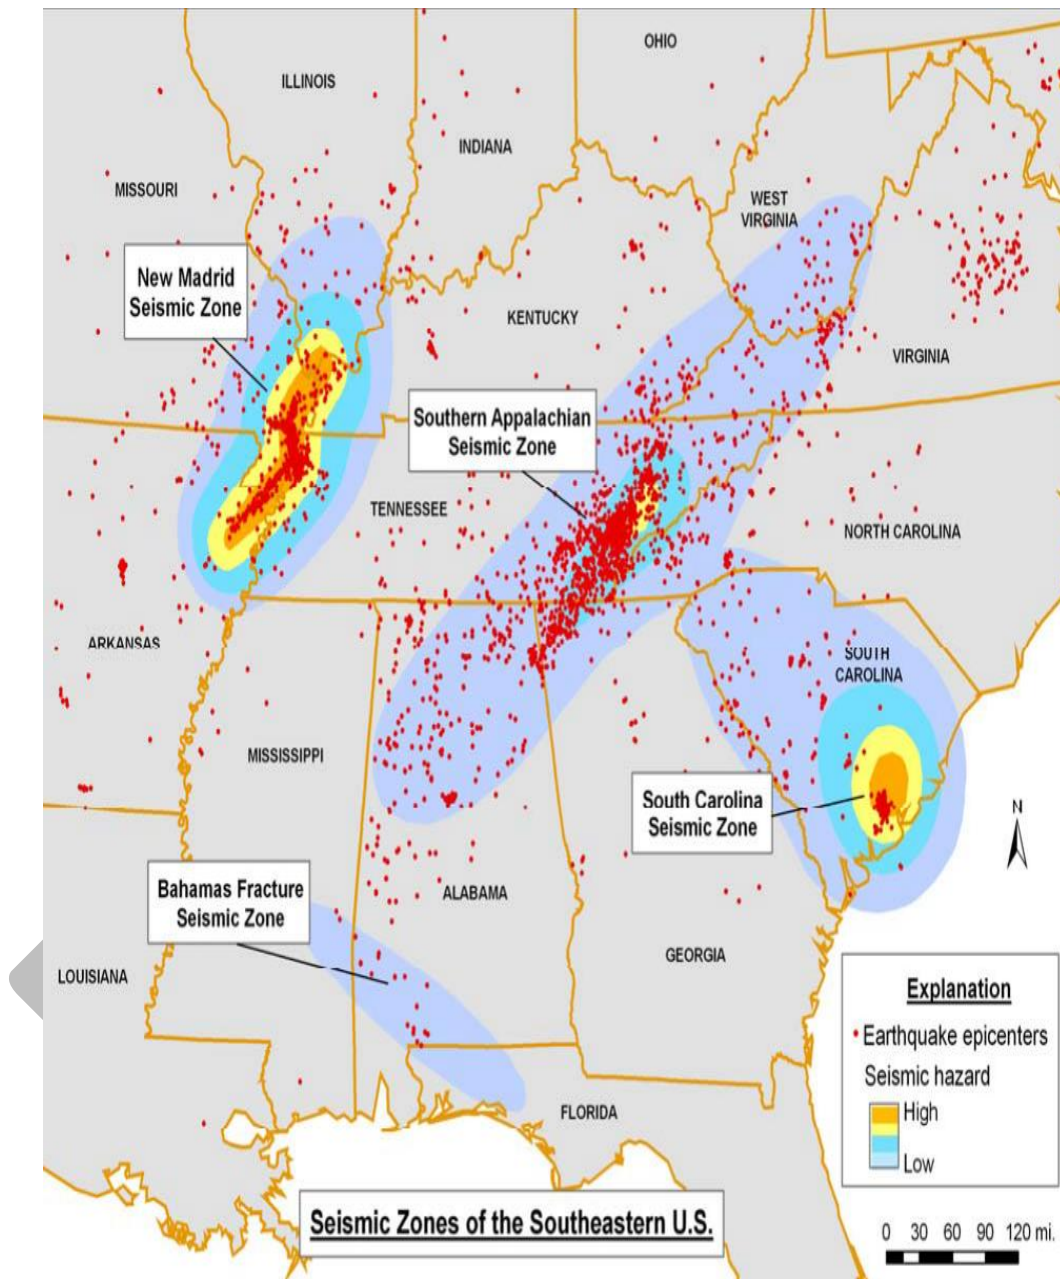 OHIO
ILLINOIS
INDIANA
MISSOURI
WEST
VIRGINIA
New Madrid
Seismic Zone
KENTUCKY
VIRGINIA
Southern Appalachian
Seismic Zone
TENNESSEE
NORTH CAROLINA
ARKANSAS
SOUTH
CAROLINA
MISSISSIPPI
South Carolina
Seismic Zone
N
Bahamas Fracture
Seismic Zone
ALABAMA
GEORGIA
LOUISIANA
Explanation
Earthquake epicenters
Seismic hazard
High
Low
FLORIDA
Seismic Zones of the Southeastern U.S.
0 30 60 90 120 mi.